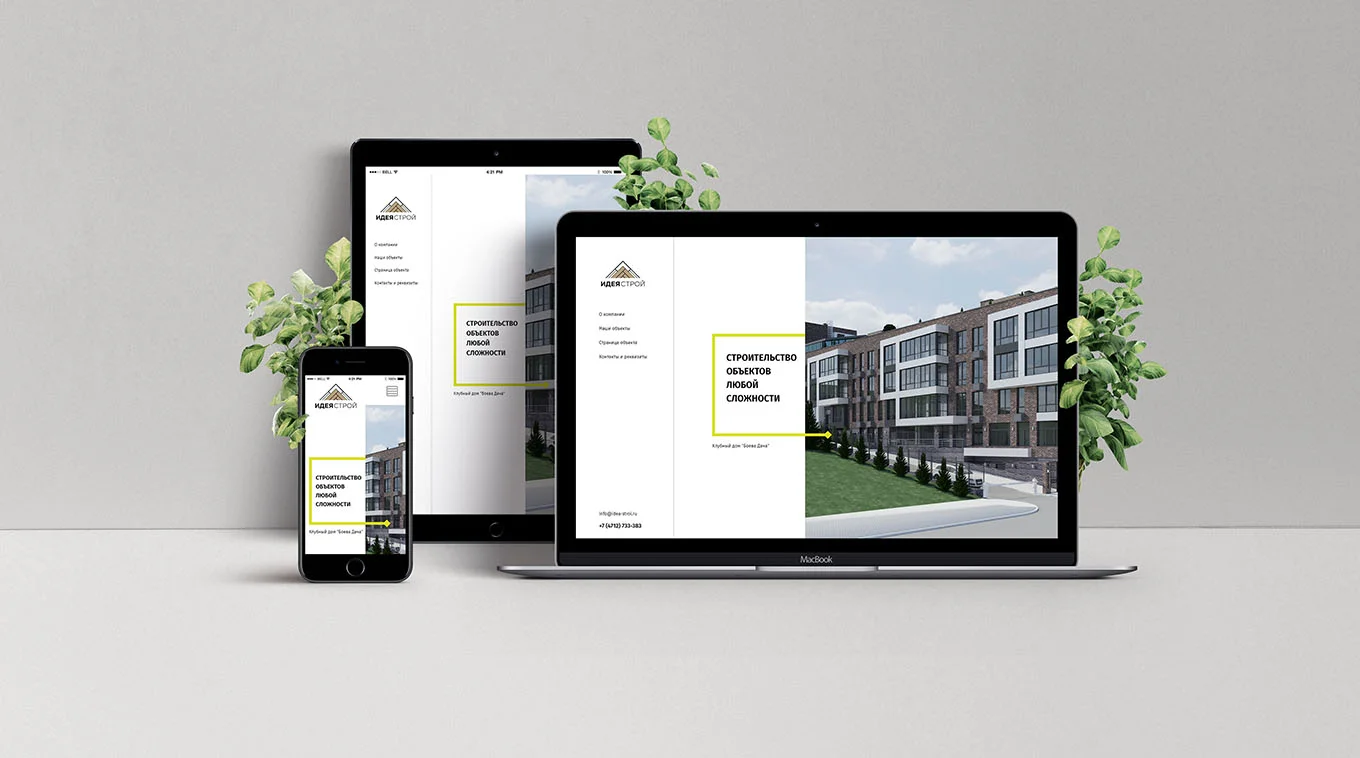 BELL
4:21 PM
100%
ИДЕЯСТРОЙ
О компании
Наши объекты
Страница объекта
Контакты и реквизиты
СТРОИТЕЛЬСТВО
ОБЪЕКТОВ
ЛЮБОЙ
СЛОЖНОСТИ
Клубный дом "Боева Дача"
BELL
4:21 PM
100%
ИДЕЯСТРОЙ
СТРОИТЕЛЬСТВО
ОБЪЕКТОВ
ЛЮБОЙ
СЛОЖНОСТИ
Клубный дом "Боева Дача"
ИДЕЯСТРОЙ
О компании
Наши объекты
Страница объекта
Контакты и реквизиты
СТРОИТЕЛЬСТВО
ОБЪЕКТОВ
ЛЮБОЙ
СЛОЖНОСТИ
Клубный дом "Боева Дача"
info@idea-stroi.ru
+7 (4712) 733-383
MacBook